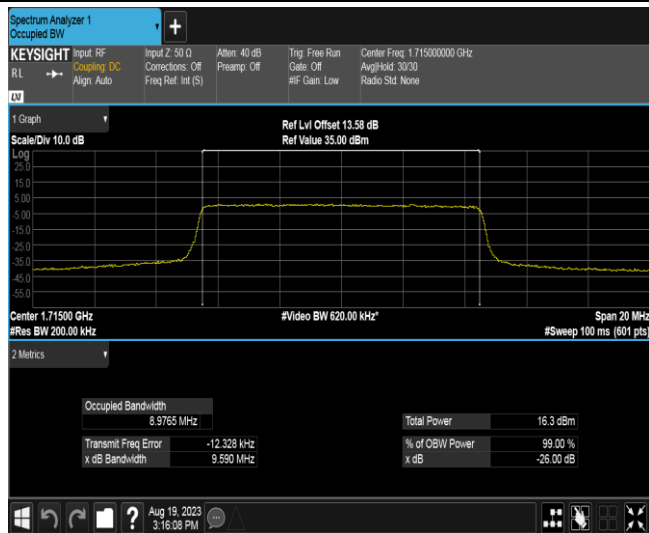 Spectrum Analyzer 1
Occupied BW
+
KEYSIGHT
Input: RF
Input Z: 50 Ω
Atten: 40 dB
Trig: Free Run
Center Freq: 1.715000000 GHz
RL
Coupling: DC
Corrections: Off
Preamp: Off
Gate: Off
Avg|Hold: 30/30
Align: Auto
Freq Ref: Int (S)
#IF Gain: Low
Radio Std: None
LXI
1 Graph
Ref Lvl Offset 13.58 dB
Scale/Div 10.0 dB
Ref Value 35.00 dBm
Log
25.0
15.0
5.00
-5.00
-15.0
-25.0
-35.0
-45.0
-55.0
Center 1.71500 GHz
#Video BW 620.00 kHz*
Span 20 MHz
#Res BW 200.00 kHz
#Sweep 100 ms (601 pts)
2 Metrics
Occupied Bandwidth
8.9765 MHz
Total Power
16.3 dBm
Transmit Freq Error
-12.328 kHz
% of OBW Power
99.00 %
x dB Bandwidth
9.590 MHz
x dB
-26.00 dB
?
Aug 19, 2023
3:16:08 PM